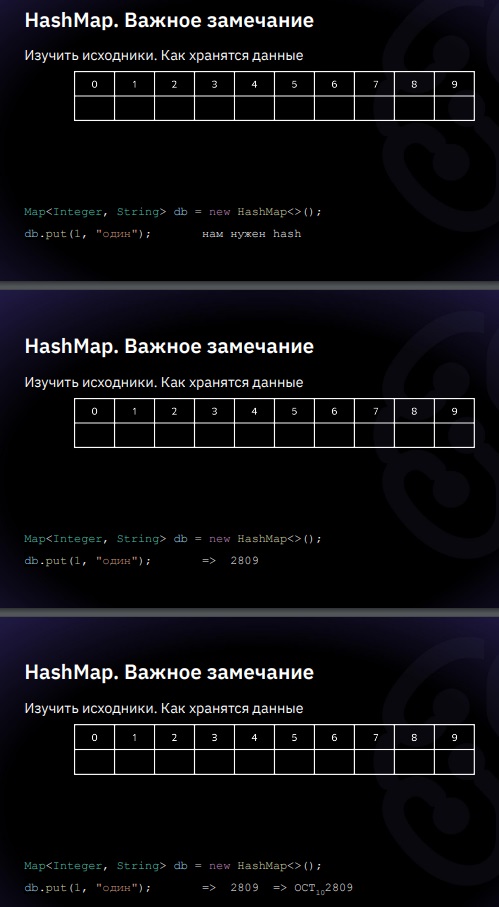 HashMap. Важное замечание
Изучить исходники. Как хранятся данные
0 1 2 3 4 5 6 7 8 9
Map<Integer, String> db = new HashMap<>();
db.put(1, "один"); нам нужен hash
HashMap. Важное замечание
Изучить исходники. Как хранятся данные
0 1 2 3 4 5 6 7 8 9
Map<Integer, String> db = new HashMap<>();
db.put(1, "один"); => 2809
HashMap. Важное замечание
Изучить исходники. Как хранятся данные
0 1 2 3 4 5 6 7 8 9
Map<Integer, String> db = new HashMap<>();
db.put(1, "один"); => 2809 => ОСТ₁₀2809